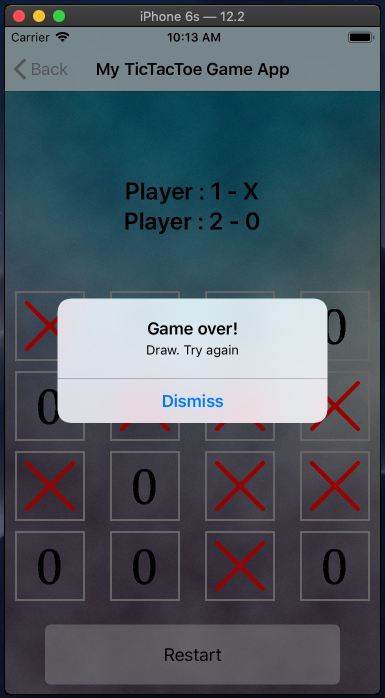 iPhone 6s — 12.2
Carrier 10:13 AM
Back My TicTacToe Game App
Player : 1 - X
Player : 2 - 0
Game over!
Draw. Try again
Dismiss
X 0
0 X X X
X 0 X X
0 0 X 0
Restart